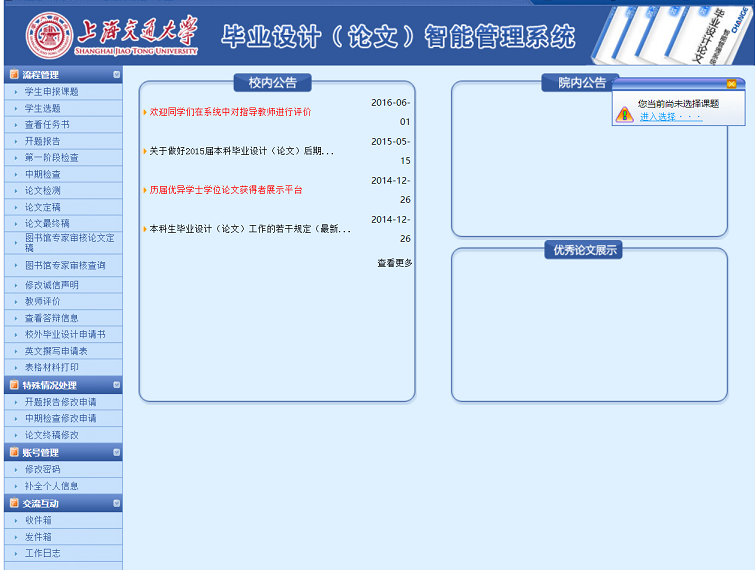 上海交通大学
SHANGHAI JIAO TONG UNIVERSITY
毕业设计（论文）智能管理系统
毕业设计论文
智能管理系统
CHANG
流程管理
学生申报课题
学生选题
查看任务书
开题报告
第一阶段检查
中期检查
论文检测
论文定稿
论文最终稿
图书馆专家审核论文定
稿
图书馆专家审核查询
修改诚信声明
教师评价
查看答辩信息
校外毕业设计申请书
英文撰写申请表
表格材料打印
特殊情况处理
开题报告修改申请
中期检查修改申请
论文终稿修改
账号管理
修改密码
补全个人信息
交流互动
收件箱
发件箱
工作日志
校内公告
欢迎同学们在系统中对指导教师进行评价
2016-06-
01
关于做好2015届本科毕业设计（论文）后期...
2015-05-
15
历届优异学士学位论文获得者展示平台
2014-12-
26
本科生毕业设计（论文）工作的若干规定（最新...
2014-12-
26
查看更多
院内公告
您当前尚未选择课题
进入选择・・・
优秀论文展示